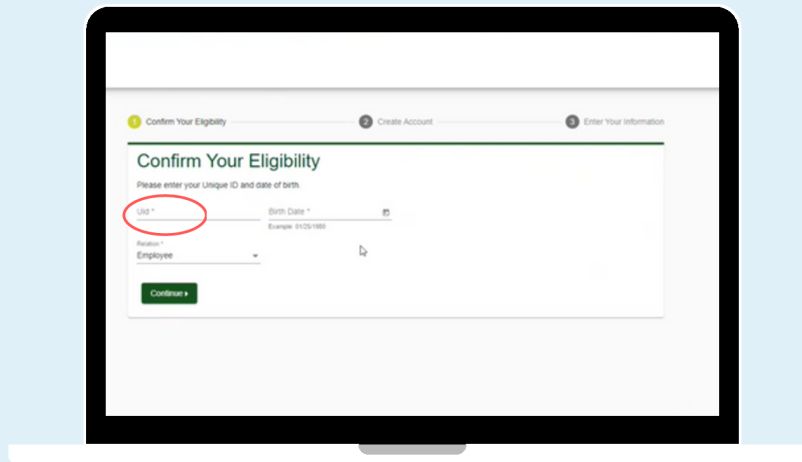 1 Confirm Your Eligibility 2 Create Account 3 Enter Your Information
Confirm Your Eligibility
Please enter your Unique ID and date of birth.
Uid * Birth Date *
Example: 01/25/1980
Relation *
Employee
Continue